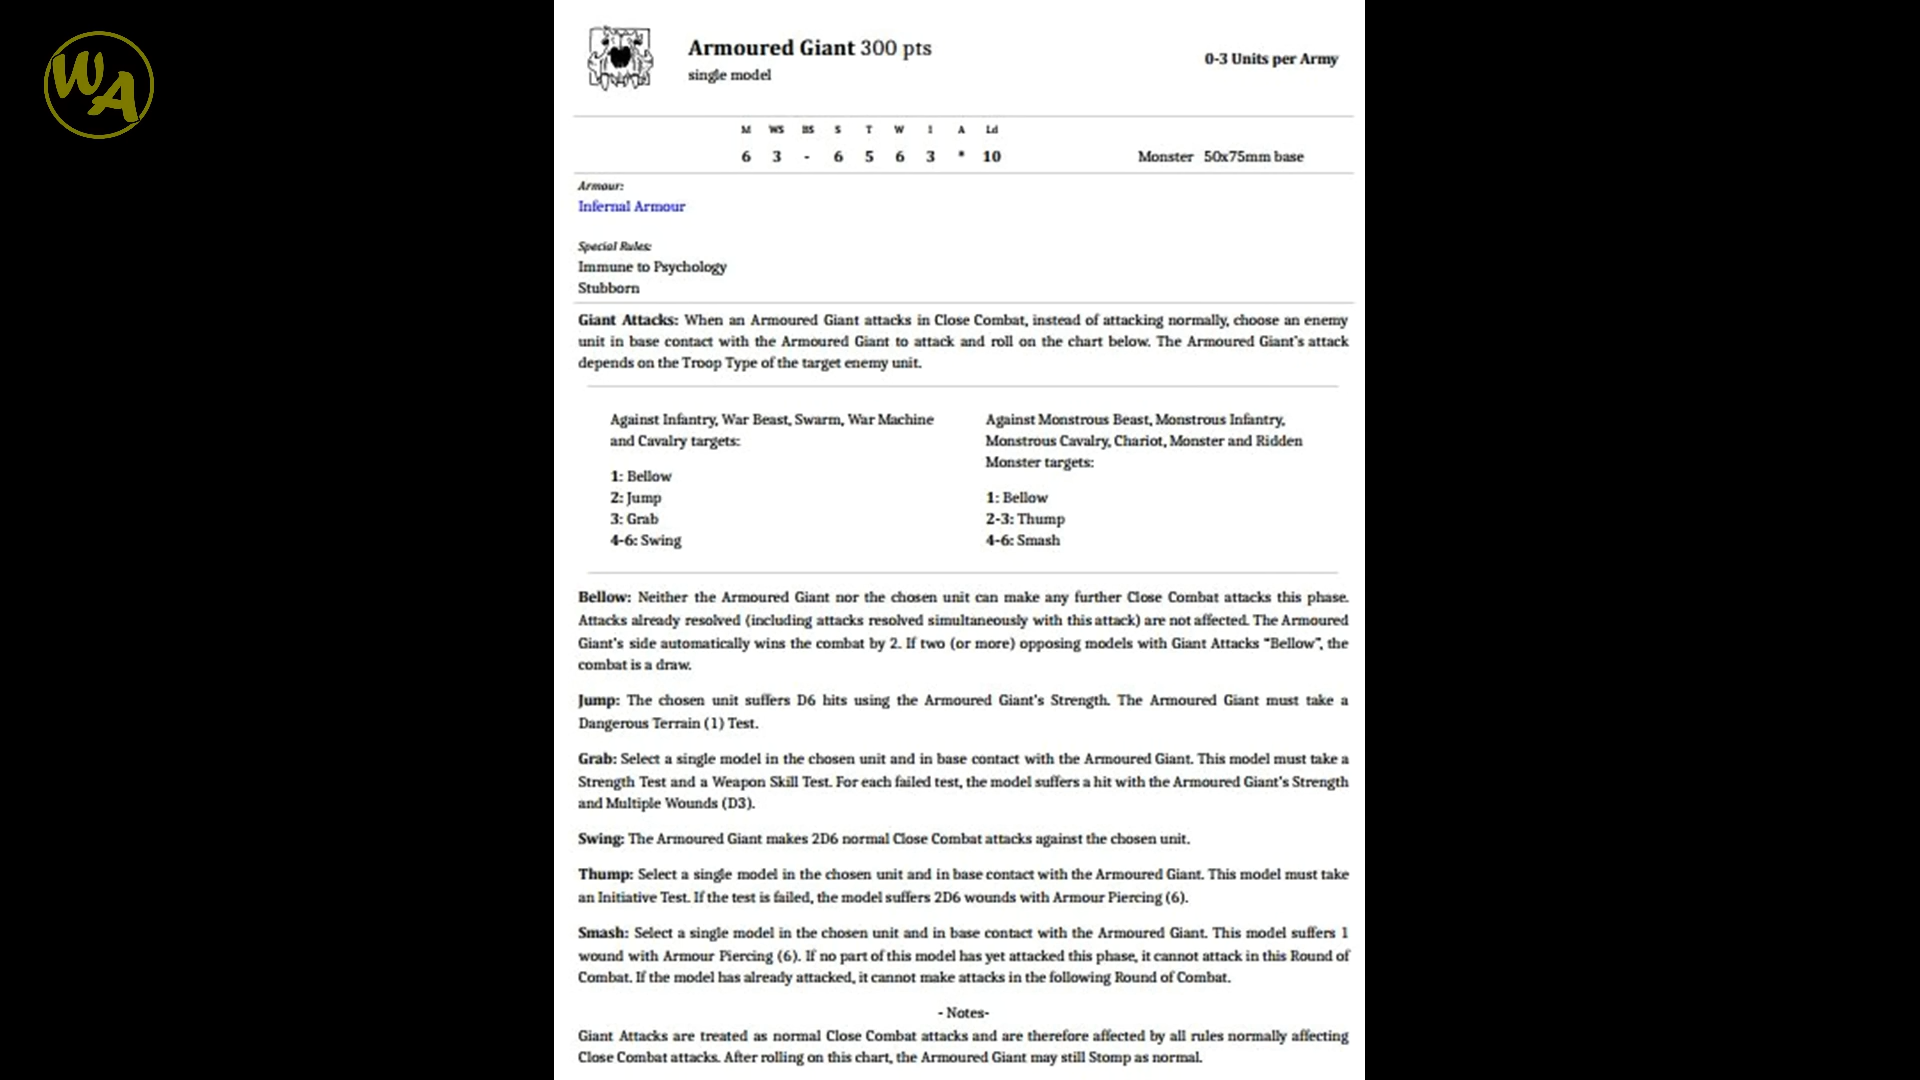 WA
Armoured Giant 300 pts
single model
0-3 Units per Army
M WS BS S T W I A Ld
6 3 - 6 5 6 3 * 10 Monster 50x75mm base
Armour:
Infernal Armour
Special Rules:
Immune to Psychology
Stubborn
Giant Attacks: When an Armoured Giant attacks in Close Combat, instead of attacking normally, choose an enemy
unit in base contact with the Armoured Giant to attack and roll on the chart below. The Armoured Giant's attack
depends on the Troop Type of the target enemy unit.
Against Infantry, War Beast, Swarm, War Machine
and Cavalry targets:
1: Bellow
2: Jump
3: Grab
4-6: Swing
Against Monstrous Beast, Monstrous Infantry,
Monstrous Cavalry, Chariot, Monster and Ridden
Monster targets:
1: Bellow
2-3: Thump
4-6: Smash
Bellow: Neither the Armoured Giant nor the chosen unit can make any further Close Combat attacks this phase.
Attacks already resolved (including attacks resolved simultaneously with this attack) are not affected. The Armoured
Giant's side automatically wins the combat by 2. If two (or more) opposing models with Giant Attacks "Bellow", the
combat is a draw.
Jump: The chosen unit suffers D6 hits using the Armoured Giant's Strength. The Armoured Giant must take a
Dangerous Terrain (1) Test.
Grab: Select a single model in the chosen unit and in base contact with the Armoured Giant. This model must take a
Strength Test and a Weapon Skill Test. For each failed test, the model suffers a hit with the Armoured Giant's Strength
and Multiple Wounds (D3).
Swing: The Armoured Giant makes 2D6 normal Close Combat attacks against the chosen unit.
Thump: Select a single model in the chosen unit and in base contact with the Armoured Giant. This model must take
an Initiative Test. If the test is failed, the model suffers 2D6 wounds with Armour Piercing (6).
Smash: Select a single model in the chosen unit and in base contact with the Armoured Giant. This model suffers 1
wound with Armour Piercing (6). If no part of this model has yet attacked this phase, it cannot attack in this Round of
Combat. If the model has already attacked, it cannot make attacks in the following Round of Combat.
- Notes-
Giant Attacks are treated as normal Close Combat attacks and are therefore affected by all rules normally affecting
Close Combat attacks. After rolling on this chart, the Armoured Giant may still Stomp as normal.